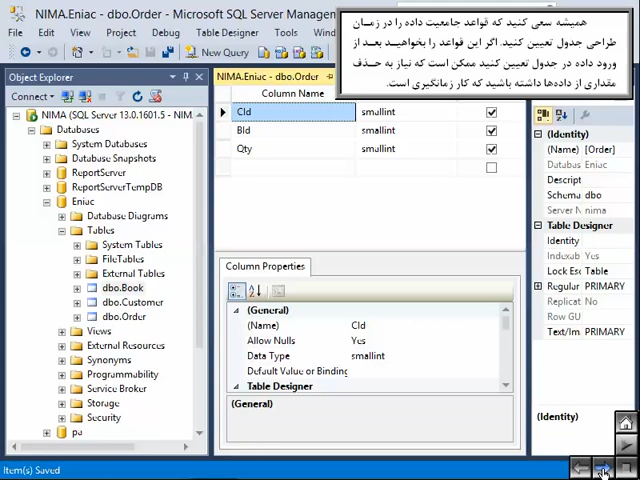 NIMA.Eniac - dbo.Order - Microsoft SQL Server Manage
همیشه سعی کنید که قواعد جامعیت داده را در زمان
طراحی جدول تعیین کنید. اگر این قواعد را بخواهید بعد از
ورود داده در جدول تعیین کنید ممکن است که نیاز به حذف
مقداری از داده‌ها داشته باشید که کار زمانگیری است.
File Edit View Project Debug Ta
New Query
Object Explorer
Connect
NIMA (SQL Server 13.0.1601.5 - NIM
Databases
System Databases
Database Snapshots
ReportServer
ReportServerTempDB
Eniac
Database Diagrams
Tables
System Tables
FileTables
External Tables
dbo.Book
dbo.Customer
dbo.Order
Views
External Resources
Synonyms
Programmability
Service Broker
Storage
Security
pa
NIMA.Eniac - dbo.Order
Column Name
CId smallint
BId smallint
Qty smallint
Column Properties
(General)
(Name) CId
Allow Nulls Yes
Data Type smallint
Default Value or Binding
Table Designer
(General)
(Identity)
(Name) [Order]
Databas Eniac
Descript
Schema dbo
Server N nima
Table Designer
Identity
Indexab Yes
Lock Esc Table
Regular PRIMARY
Replicat No
Row GU
Text/Im PRIMARY
(Identity)
Item(s) Saved